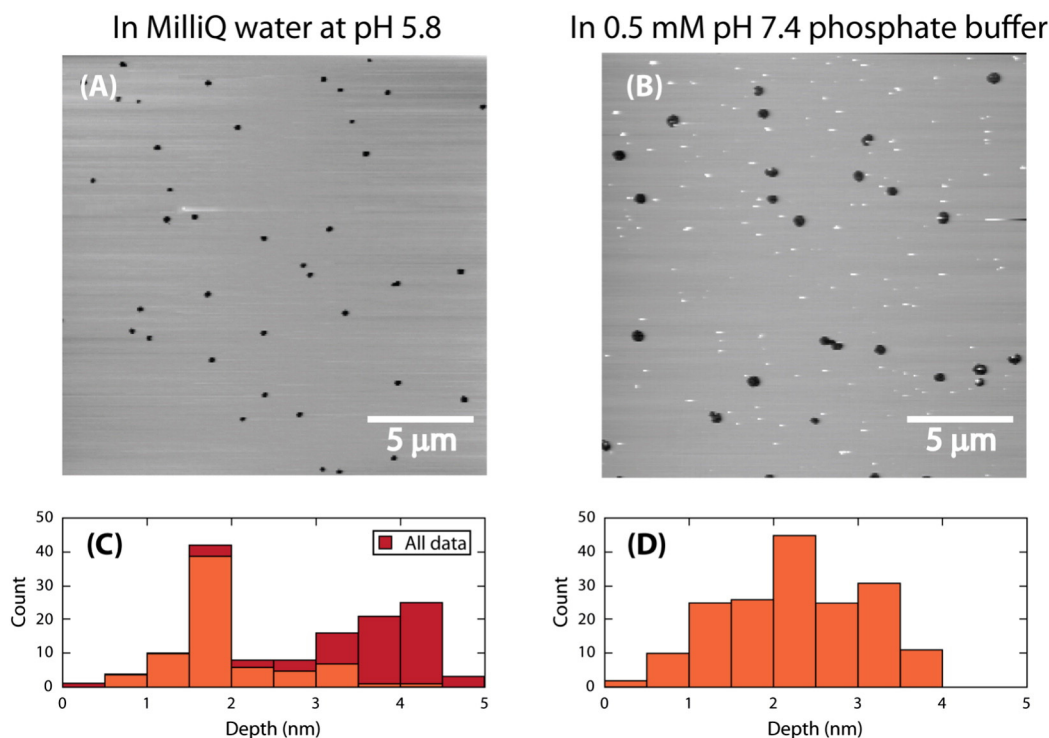 In MilliQ water at pH 5.8
In 0.5 mM pH 7.4 phosphate buffer
(A)
5 μm
(B)
5 μm
(C)
All data
50
40
30
20
10
0
Count
0 1 2 3 4 5
Depth (nm)
(D)
50
40
30
20
10
0
Count
0 1 2 3 4 5
Depth (nm)